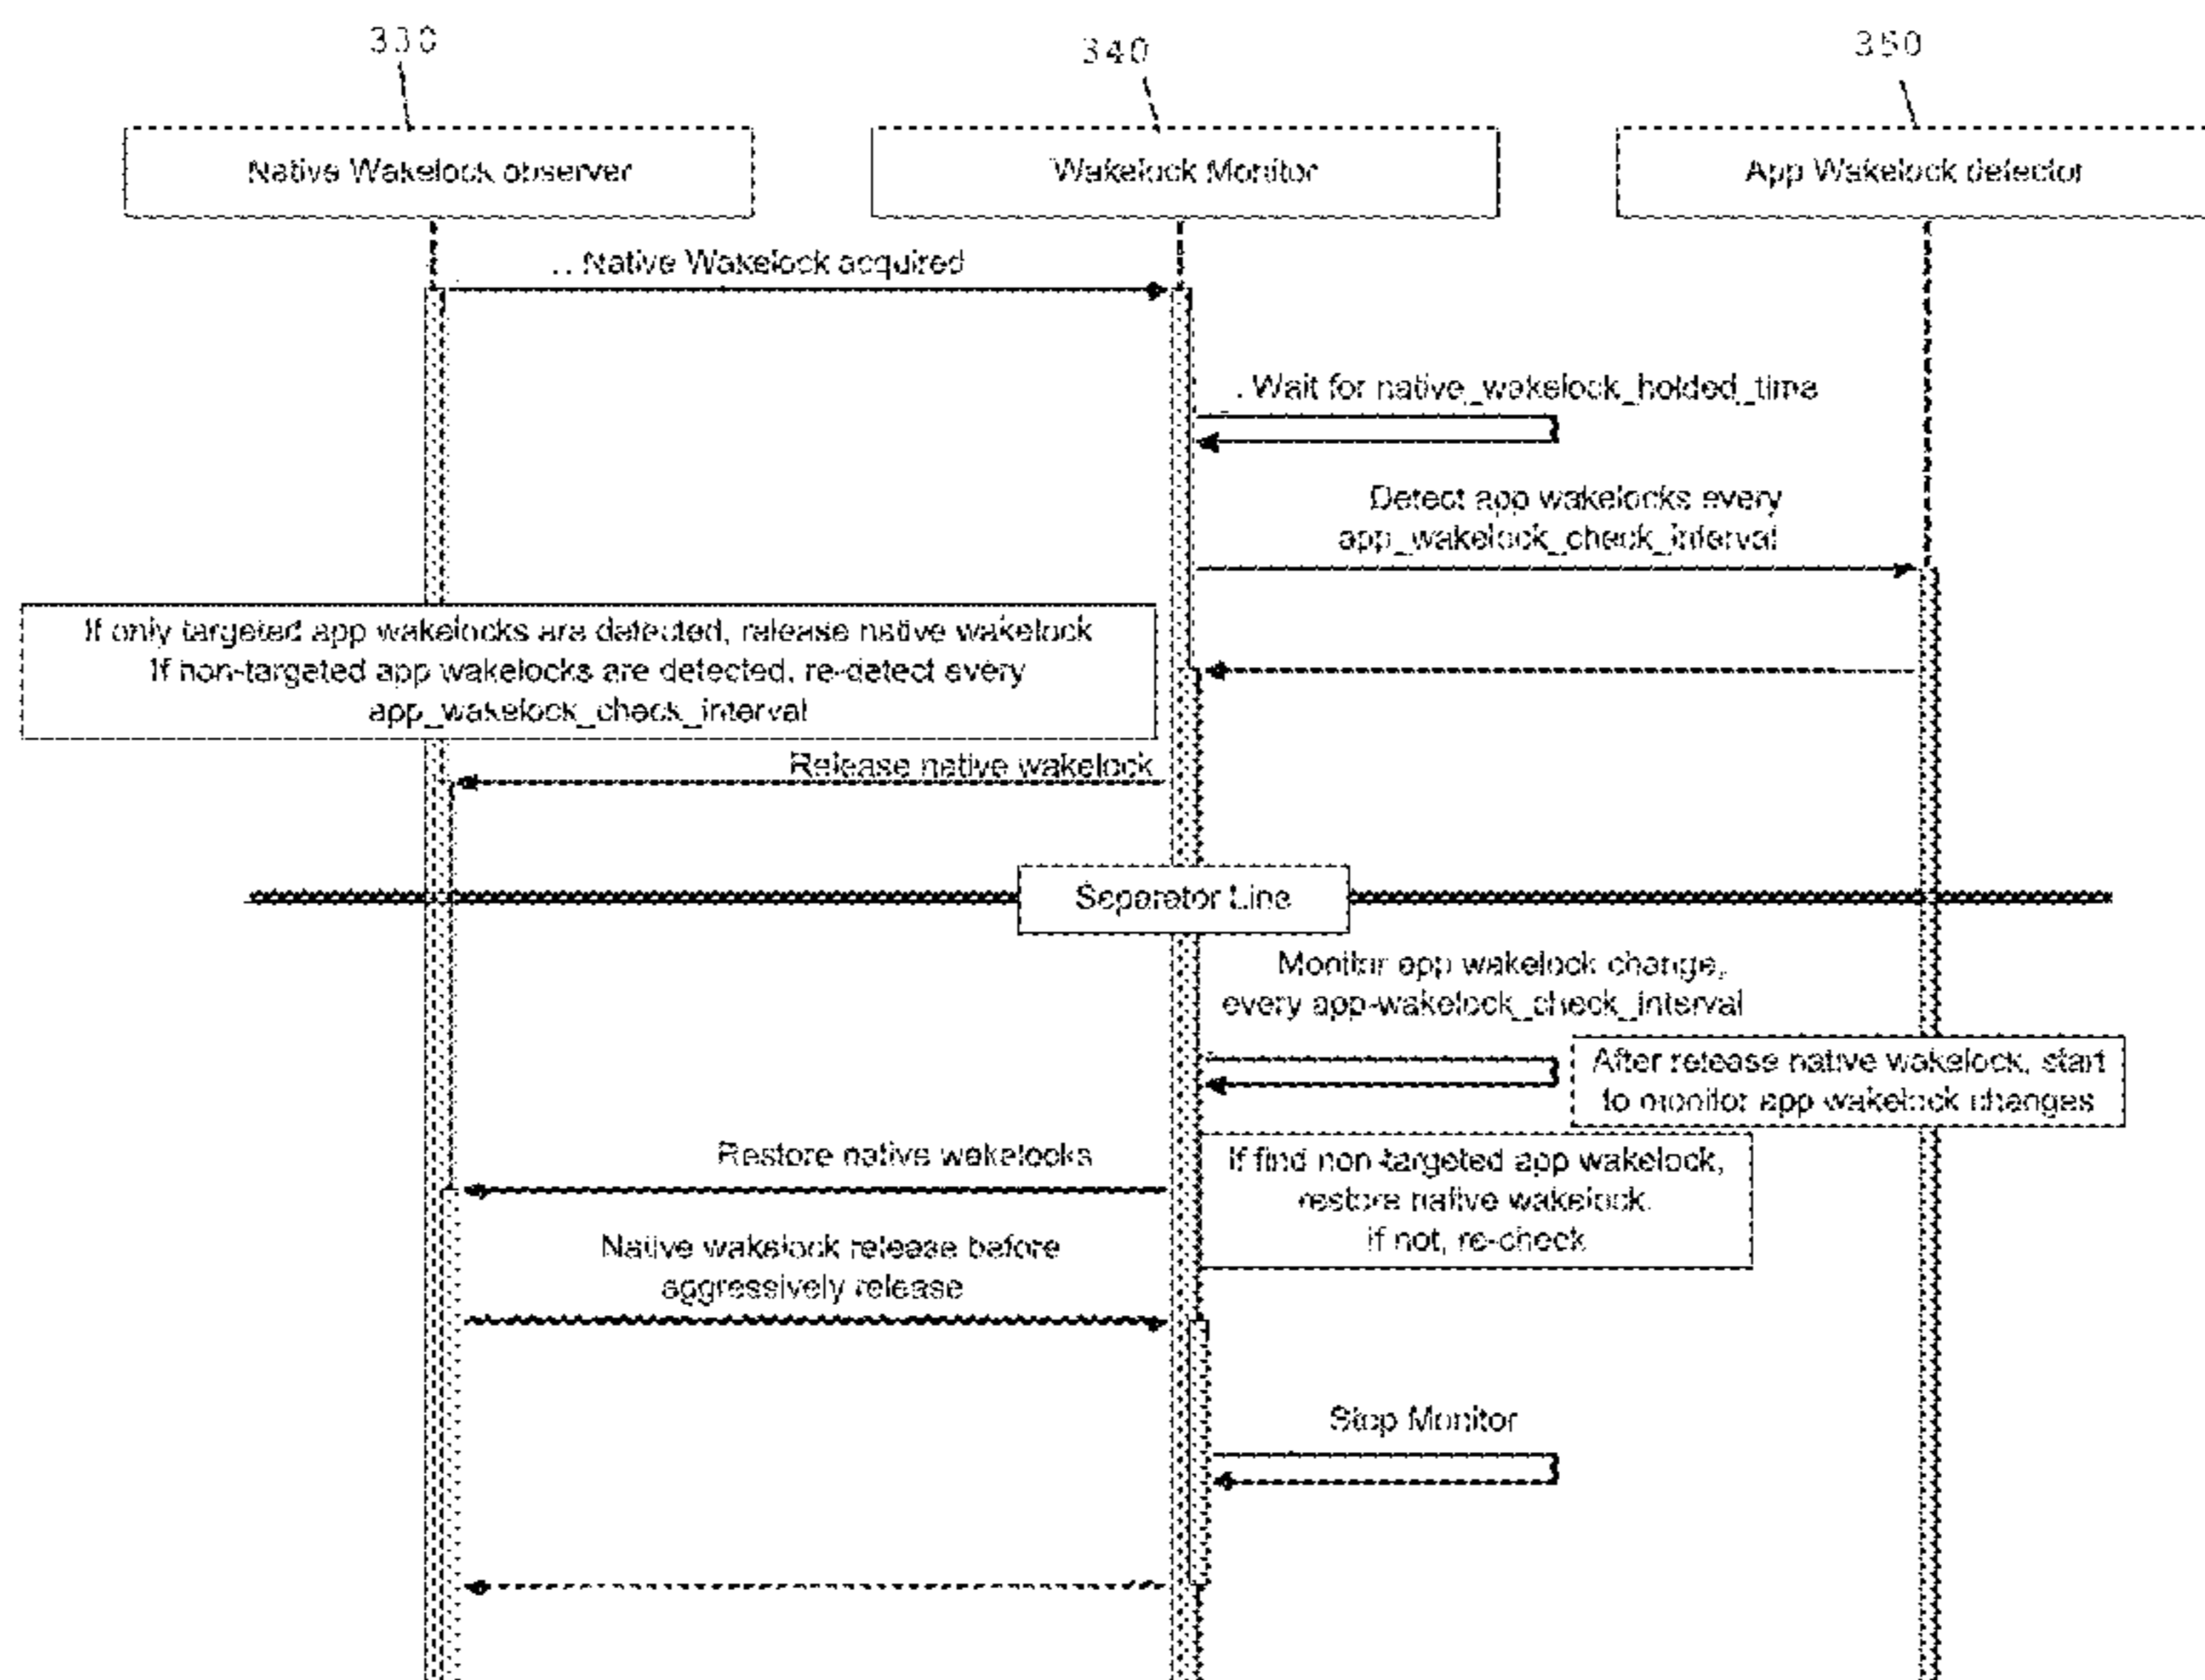 330
340
350
Native Wakelock observer
Wakelock Monitor
App Wakelock detector
Native Wakelock acquired
Wait for native_wakelock_holded_time
Detect app wakelocks every
app_wakelock_check_interval
If only targeted app wakelocks are detected, release native wakelock
If non-targeted app wakelocks are detected, re-detect every
app_wakelock_check_interval
Release native wakelock
Separator Line
Monitor app wakelock change,
every app-wakelock_check_interval
After release native wakelock, start
to monitor app wakelock changes
Restore native wakelocks
If find non-targeted app wakelock,
restore native wakelock.
if not, re-check
Native wakelock release before
aggressively release
Stop Monitor